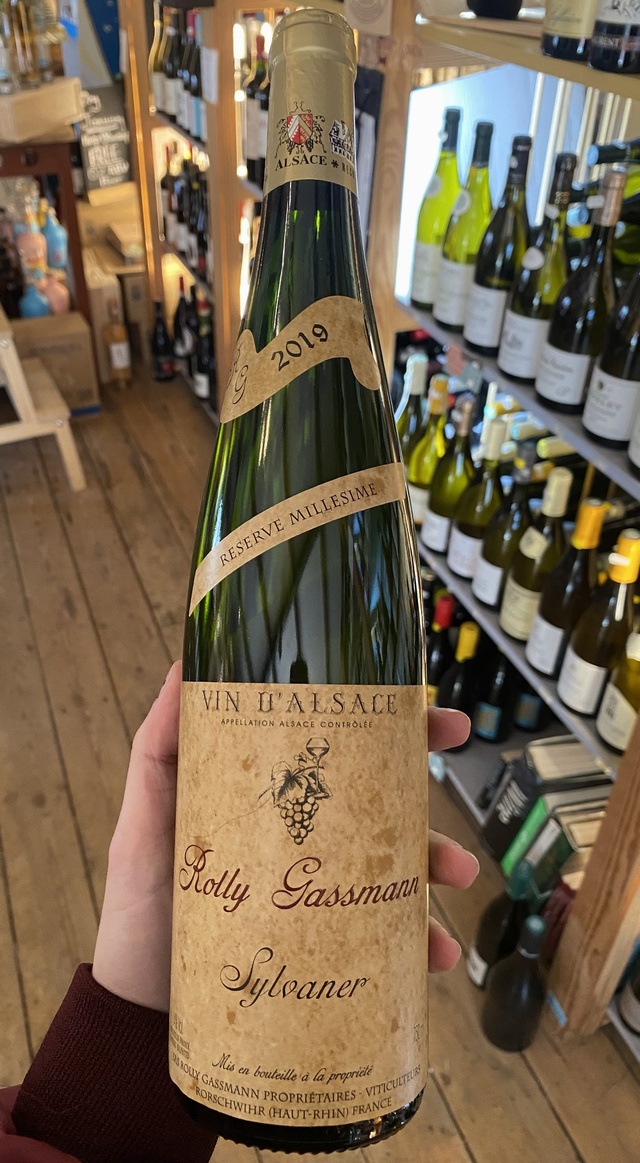 ALSACE
2019
RESERVE MILLESIME
VIN D'ALSACE
APPELLATION ALSACE CONTRÔLÉE
Rolly Gassmann
Sylvaner
Mis en bouteille à la propriété
ROLLY GASSMANN PROPRIÉTAIRES - VITICULTEURS
RORSCHWIHR (HAUT-RHIN) FRANCE